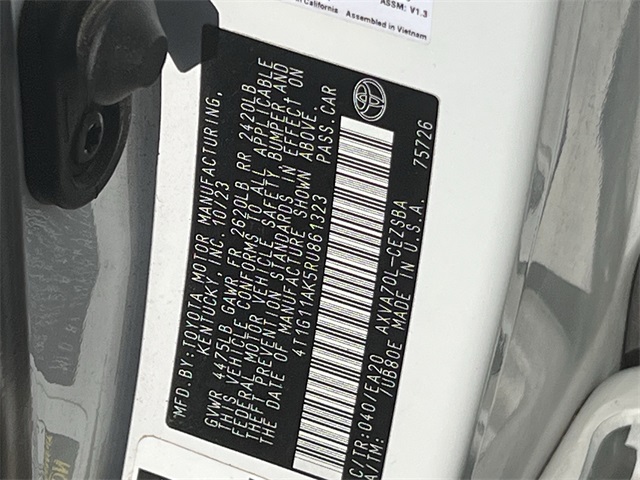 ASSM: V1.3
California Assembled in Vietnam
MFD. BY: TOYOTA MOTOR MANUFACTURING,
KENTUCKY, INC. 10/23
GVWR 4475LB GAWR FR 2620LB RR 2420LB
THIS VEHICLE CONFORMS TO ALL APPLICABLE
FEDERAL MOTOR VEHICLE SAFETY, BUMPER AND
THEFT PREVENTION STANDARDS IN EFFECT ON
THE DATE OF MANUFACTURE SHOWN ABOVE.
4T1G11AK5RU861323 PASS.CAR
C/TR:040/EA20 AXVA70L-CEZSBA
A/TM: /UB80E MADE IN U.S.A. 75726